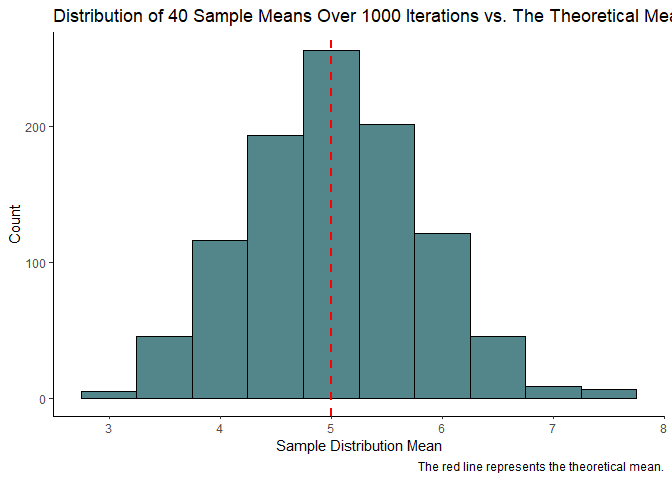 Distribution of 40 Sample Means Over 1000 Iterations vs. The Theoretical
200
100
0
Count
3 4 5 6 7 8
Sample Distribution Mean
The red line represents the theoretical mean.